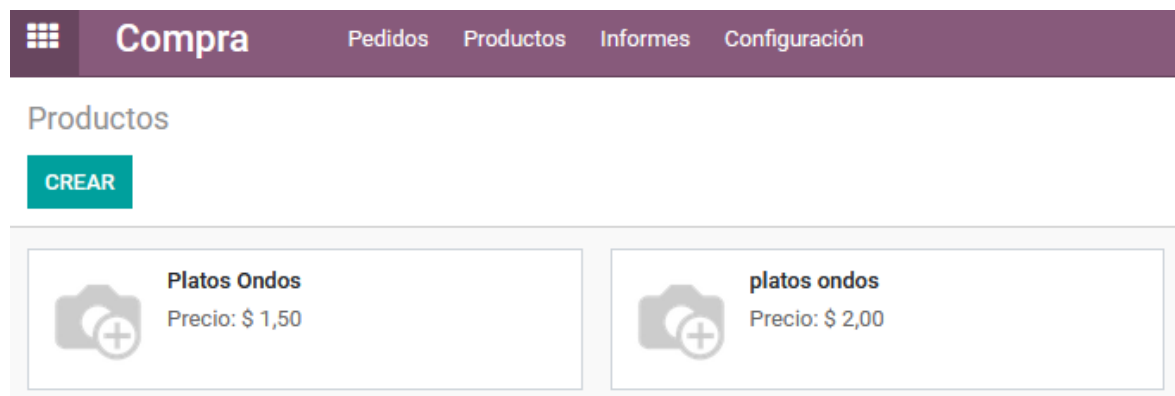 Compra Pedidos Productos Informes Configuración
Productos
CREAR
Platos Ondos
Precio: $ 1,50
platos ondos
Precio: $ 2,00